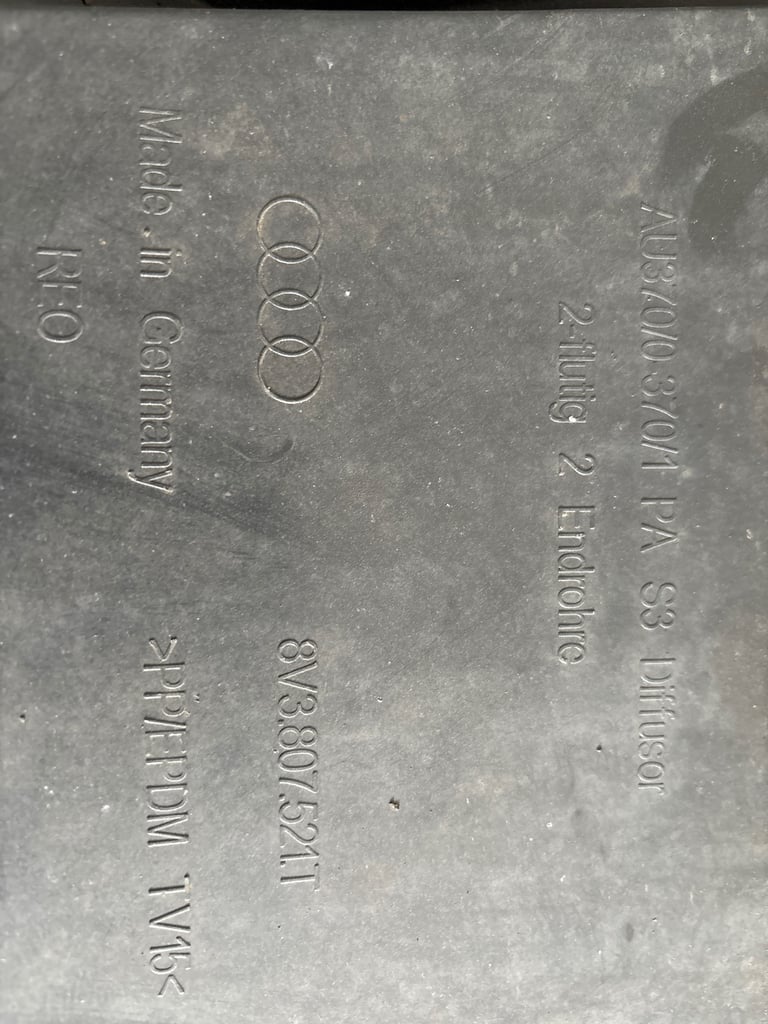 AU370/0-370/1 PA S3 Diffusor
2-flutig 2 Endrohre
8V3.807.521.T
Made in Germany
>PP/EPDM TV15<
REO